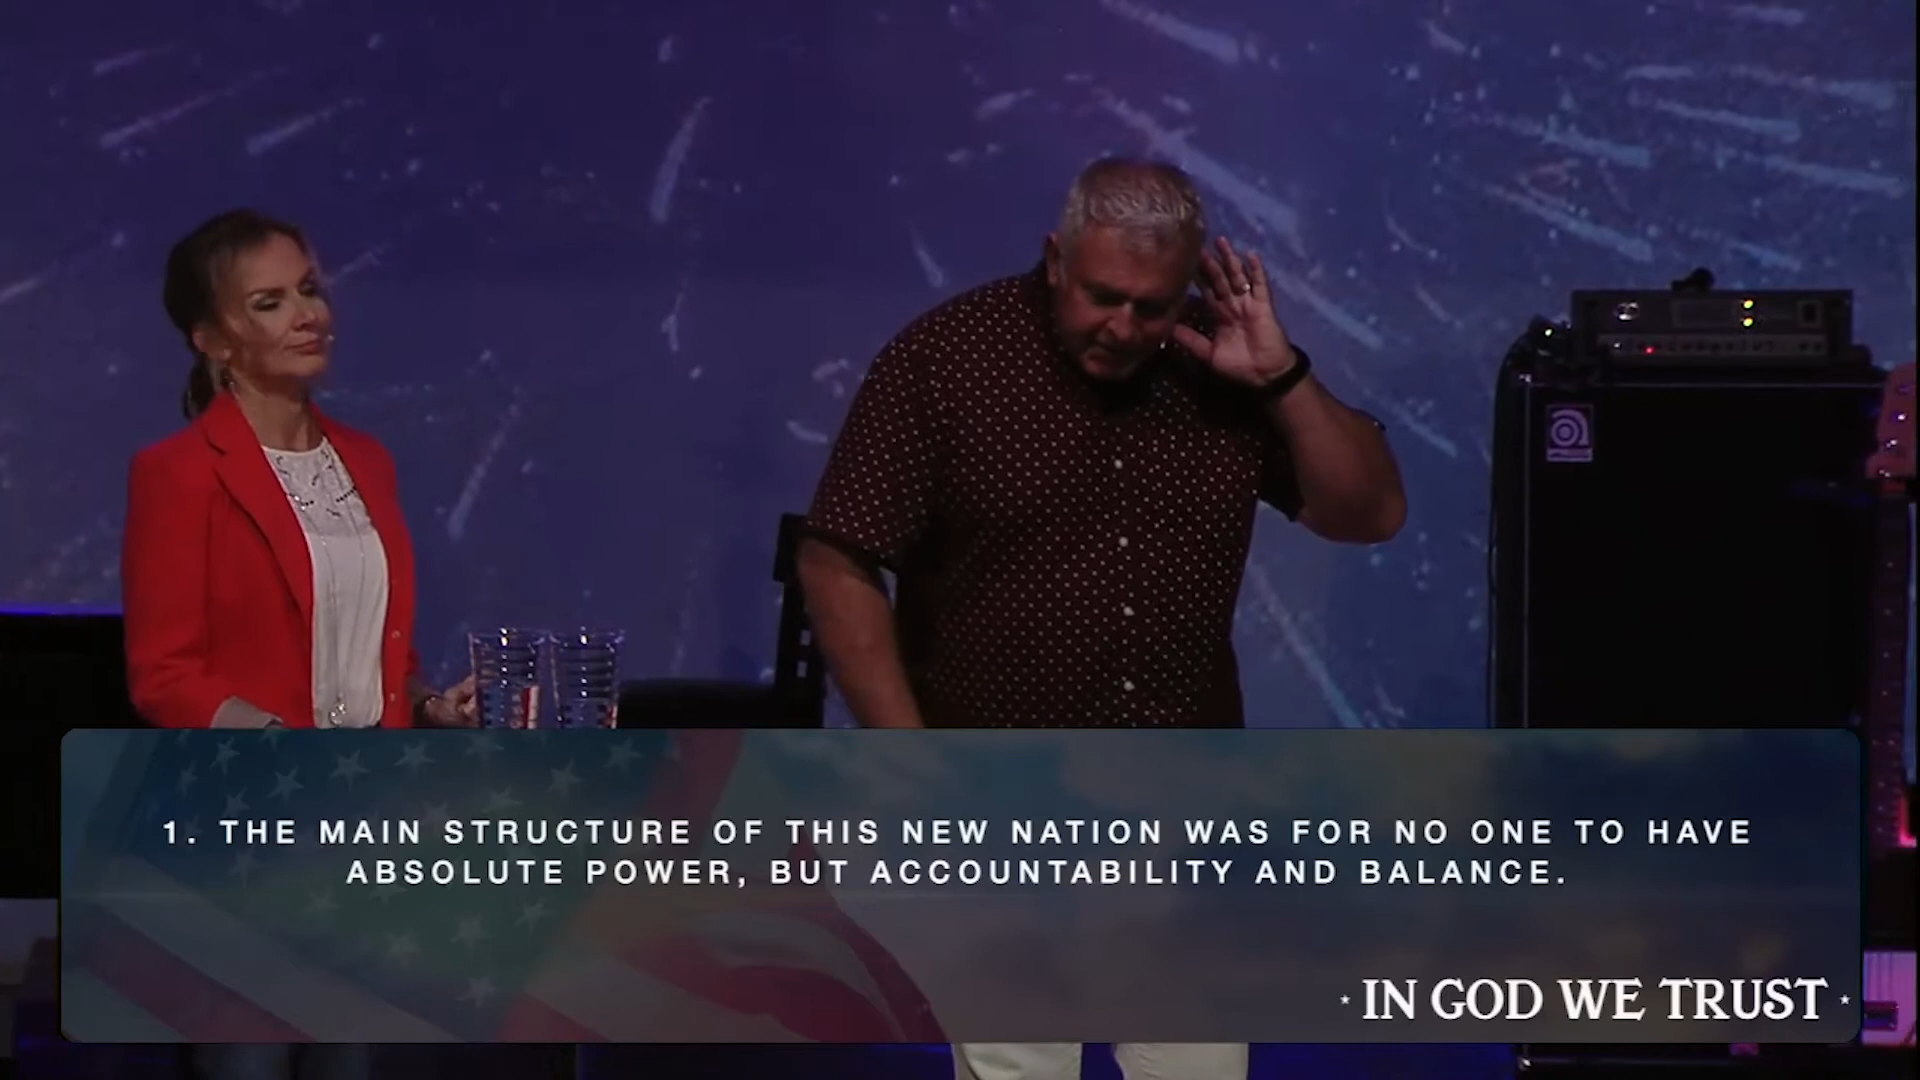 1. THE MAIN STRUCTURE OF THIS NEW NATION WAS FOR NO ONE TO HAVE
ABSOLUTE POWER, BUT ACCOUNTABILITY AND BALANCE.
· IN GOD WE TRUST ·